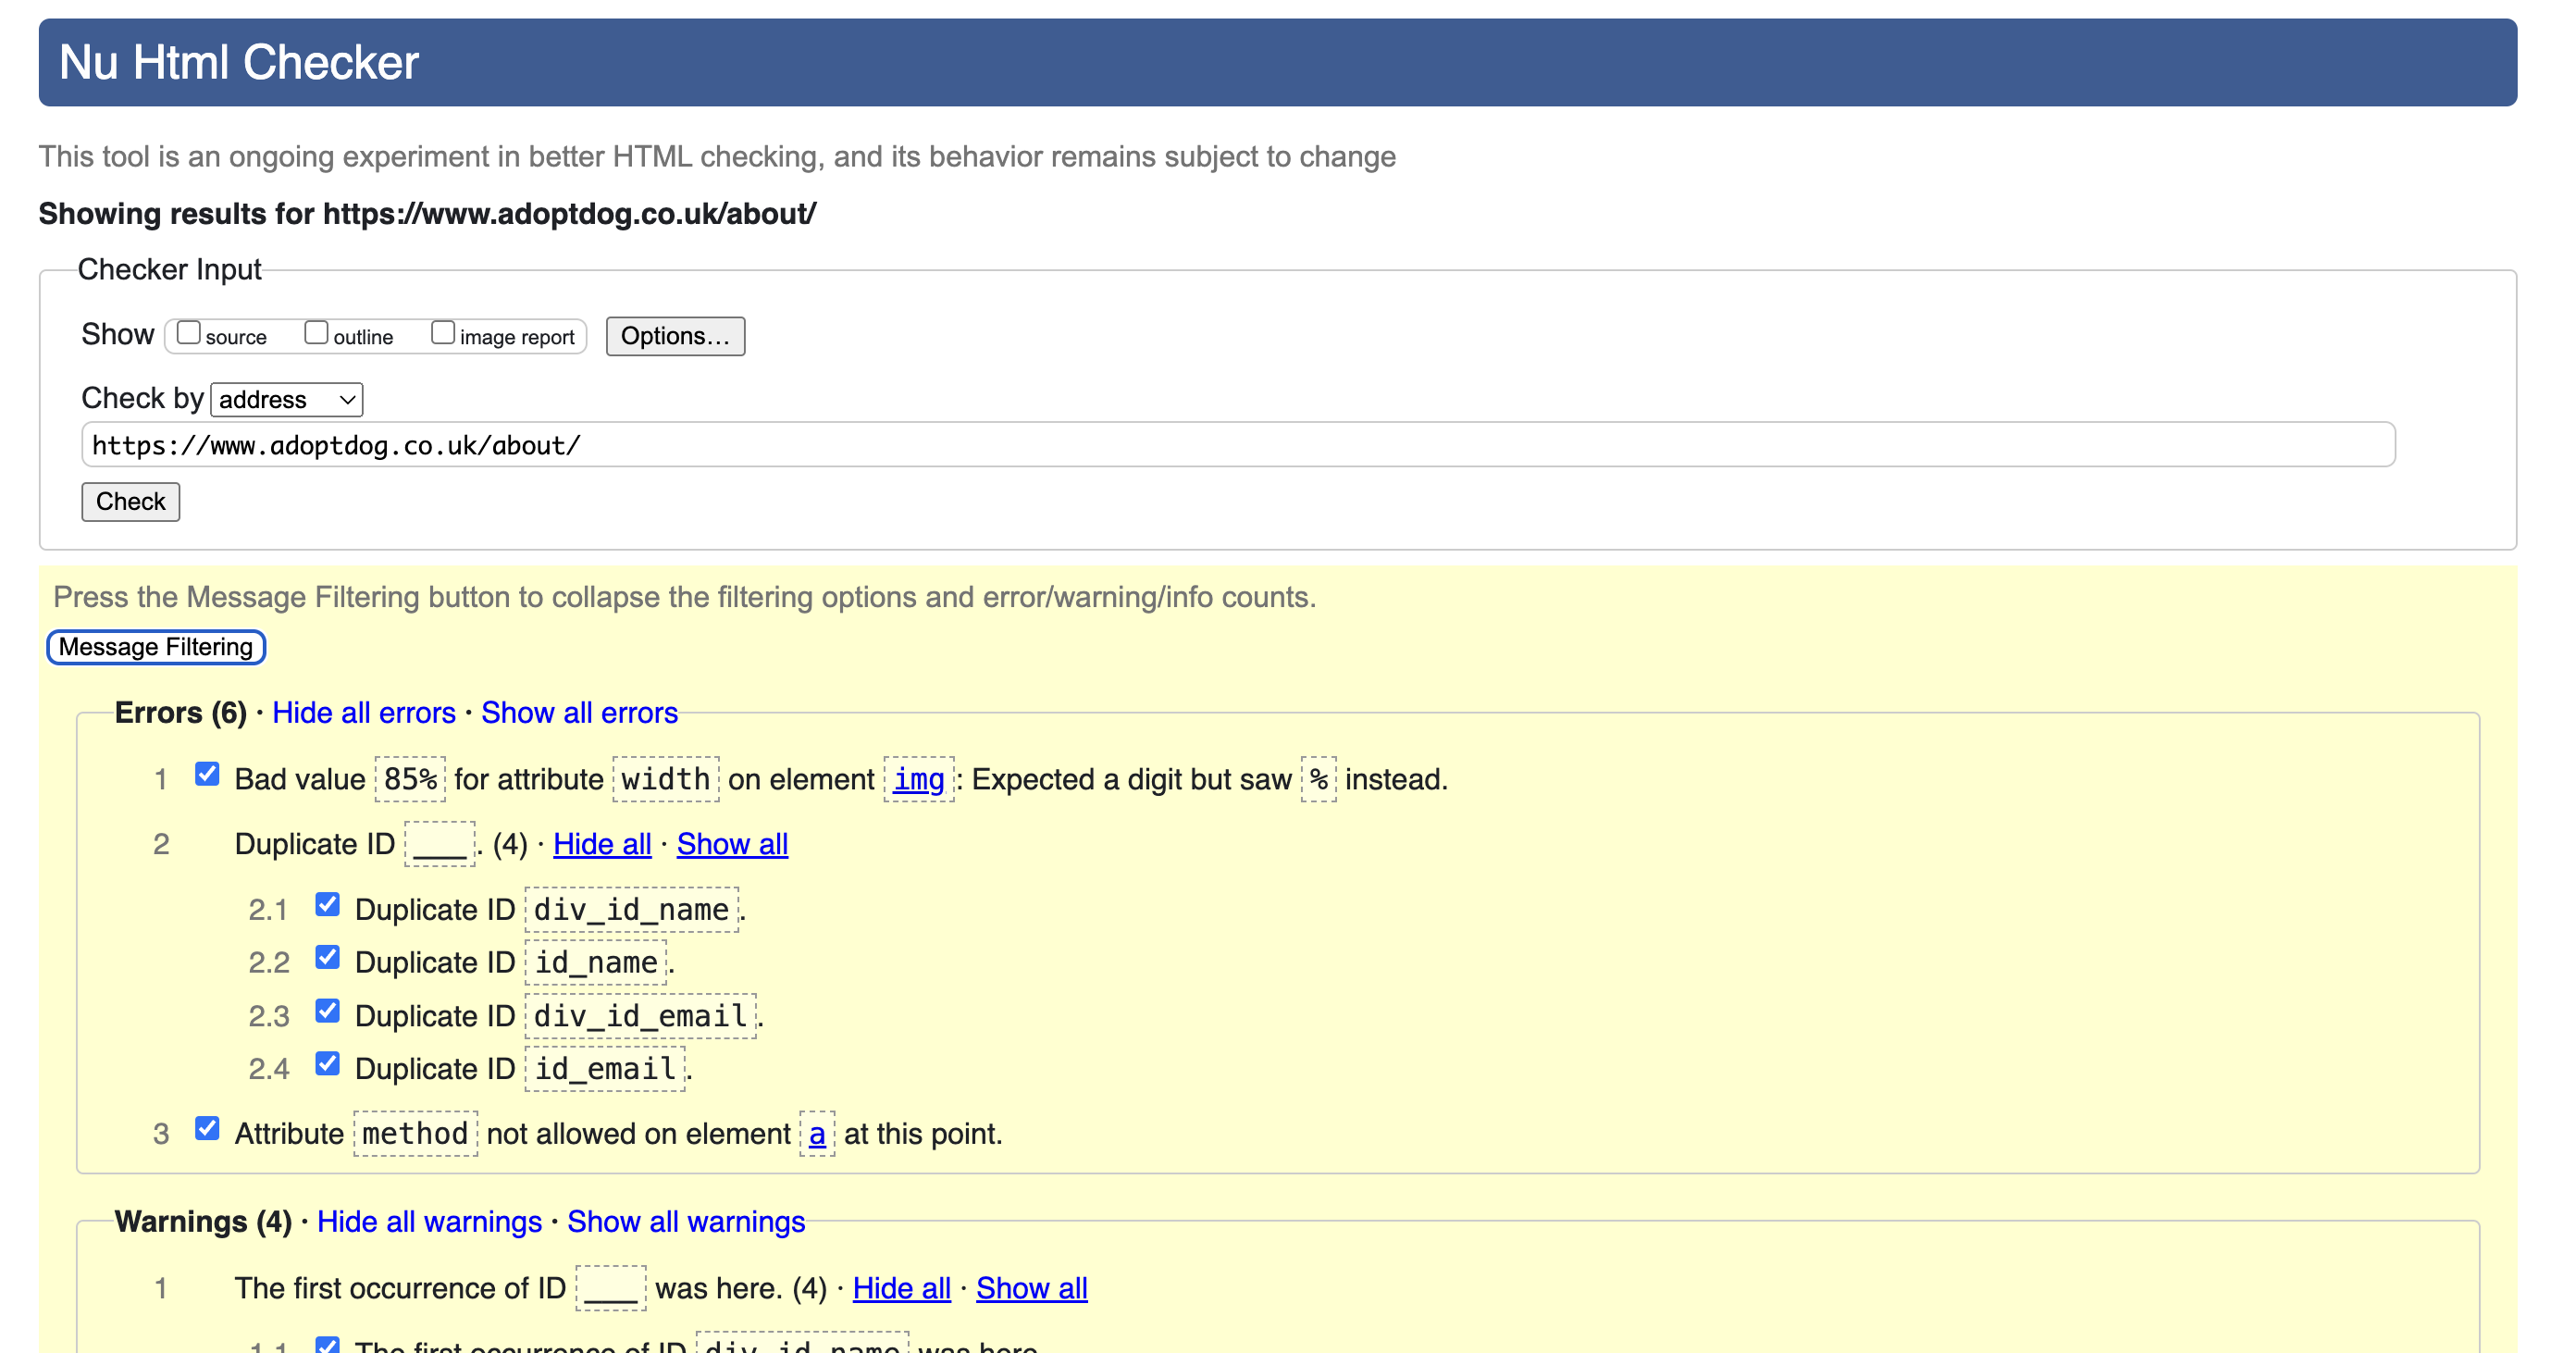 Nu Html Checker
This tool is an ongoing experiment in better HTML checking, and its behavior remains subject to change
Showing results for https://www.adoptdog.co.uk/about/
Checker Input
Show source outline image report Options…
Check by address
https://www.adoptdog.co.uk/about/
Check
Press the Message Filtering button to collapse the filtering options and error/warning/info counts.
Message Filtering
Errors (6) · Hide all errors · Show all errors
1 Bad value 85% for attribute width on element img: Expected a digit but saw % instead.
2 Duplicate ID ___. (4) · Hide all · Show all
2.1 Duplicate ID div_id_name.
2.2 Duplicate ID id_name.
2.3 Duplicate ID div_id_email.
2.4 Duplicate ID id_email.
3 Attribute method not allowed on element a at this point.
Warnings (4) · Hide all warnings · Show all warnings
1 The first occurrence of ID ___ was here. (4) · Hide all · Show all
1.1 The first occurrence of ID div_id_name was here